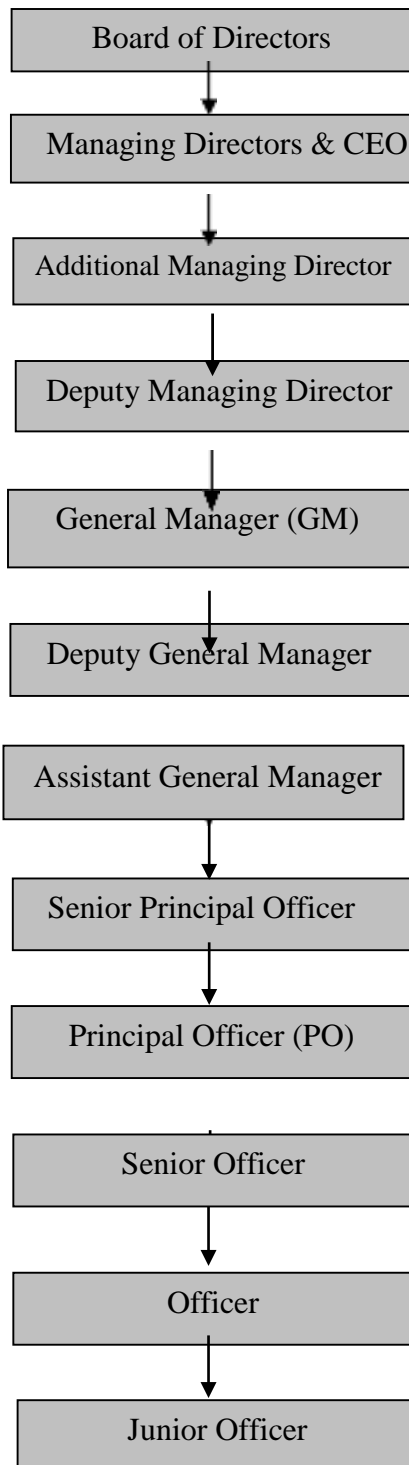 Board of Directors
Managing Directors & CEO
Additional Managing Director
Deputy Managing Director
General Manager (GM)
Deputy General Manager
Assistant General Manager
Senior Principal Officer
Principal Officer (PO)
Senior Officer
Officer
Junior Officer